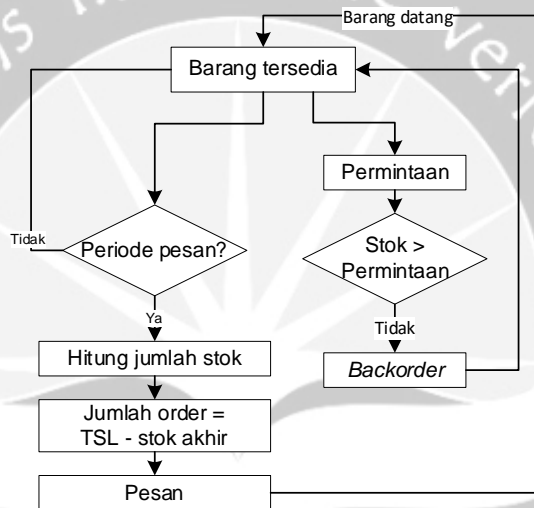 Barang datang
Barang tersedia
Permintaan
Tidak
Periode pesan?
Stok >
Permintaan
Ya
Tidak
Hitung jumlah stok
Backorder
Jumlah order =
TSL - stok akhir
Pesan